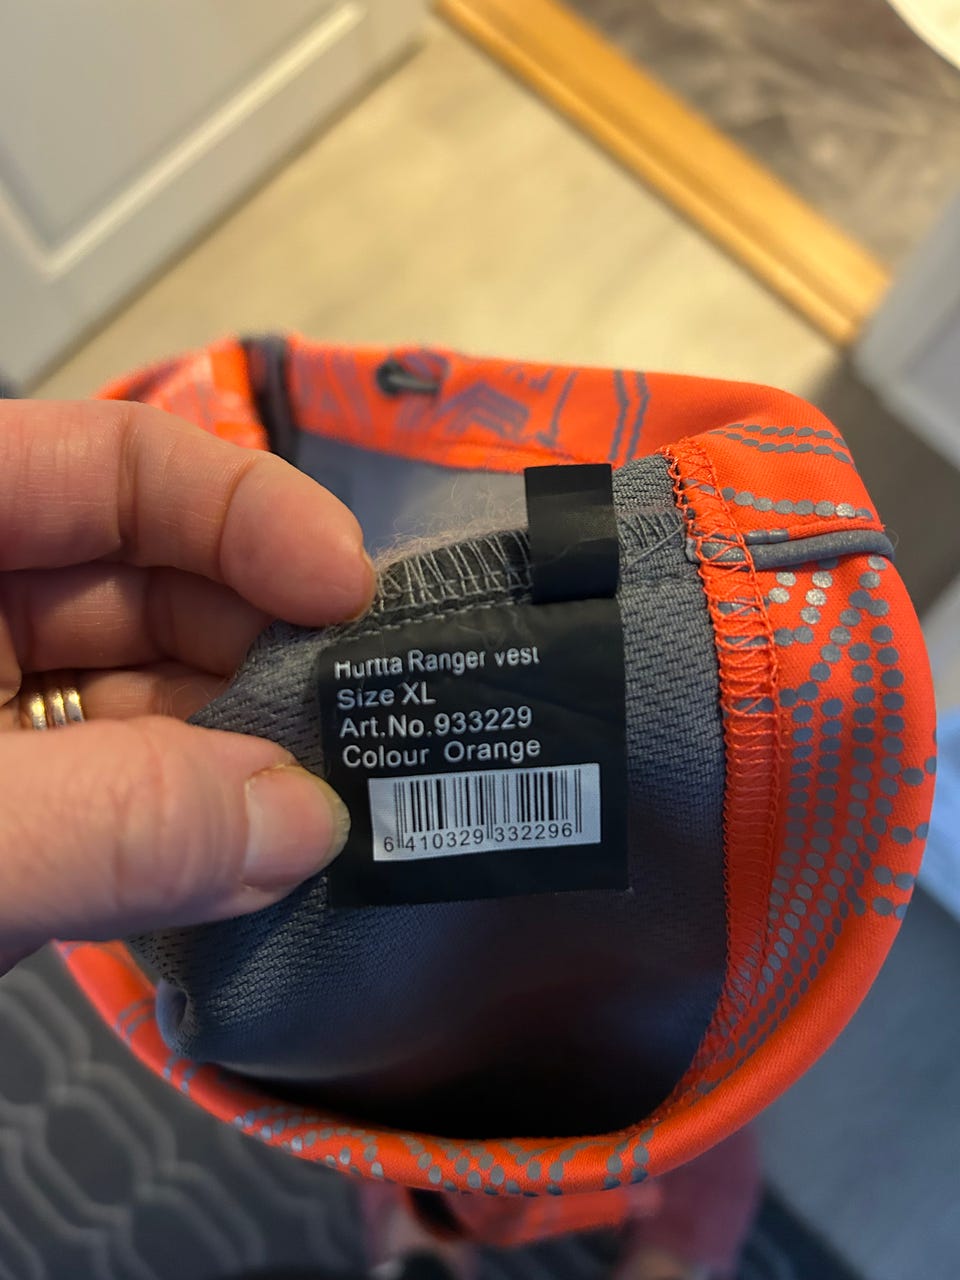 Hurtta Ranger vest
Size XL
Art.No.933229
Colour Orange
6 410329 332296